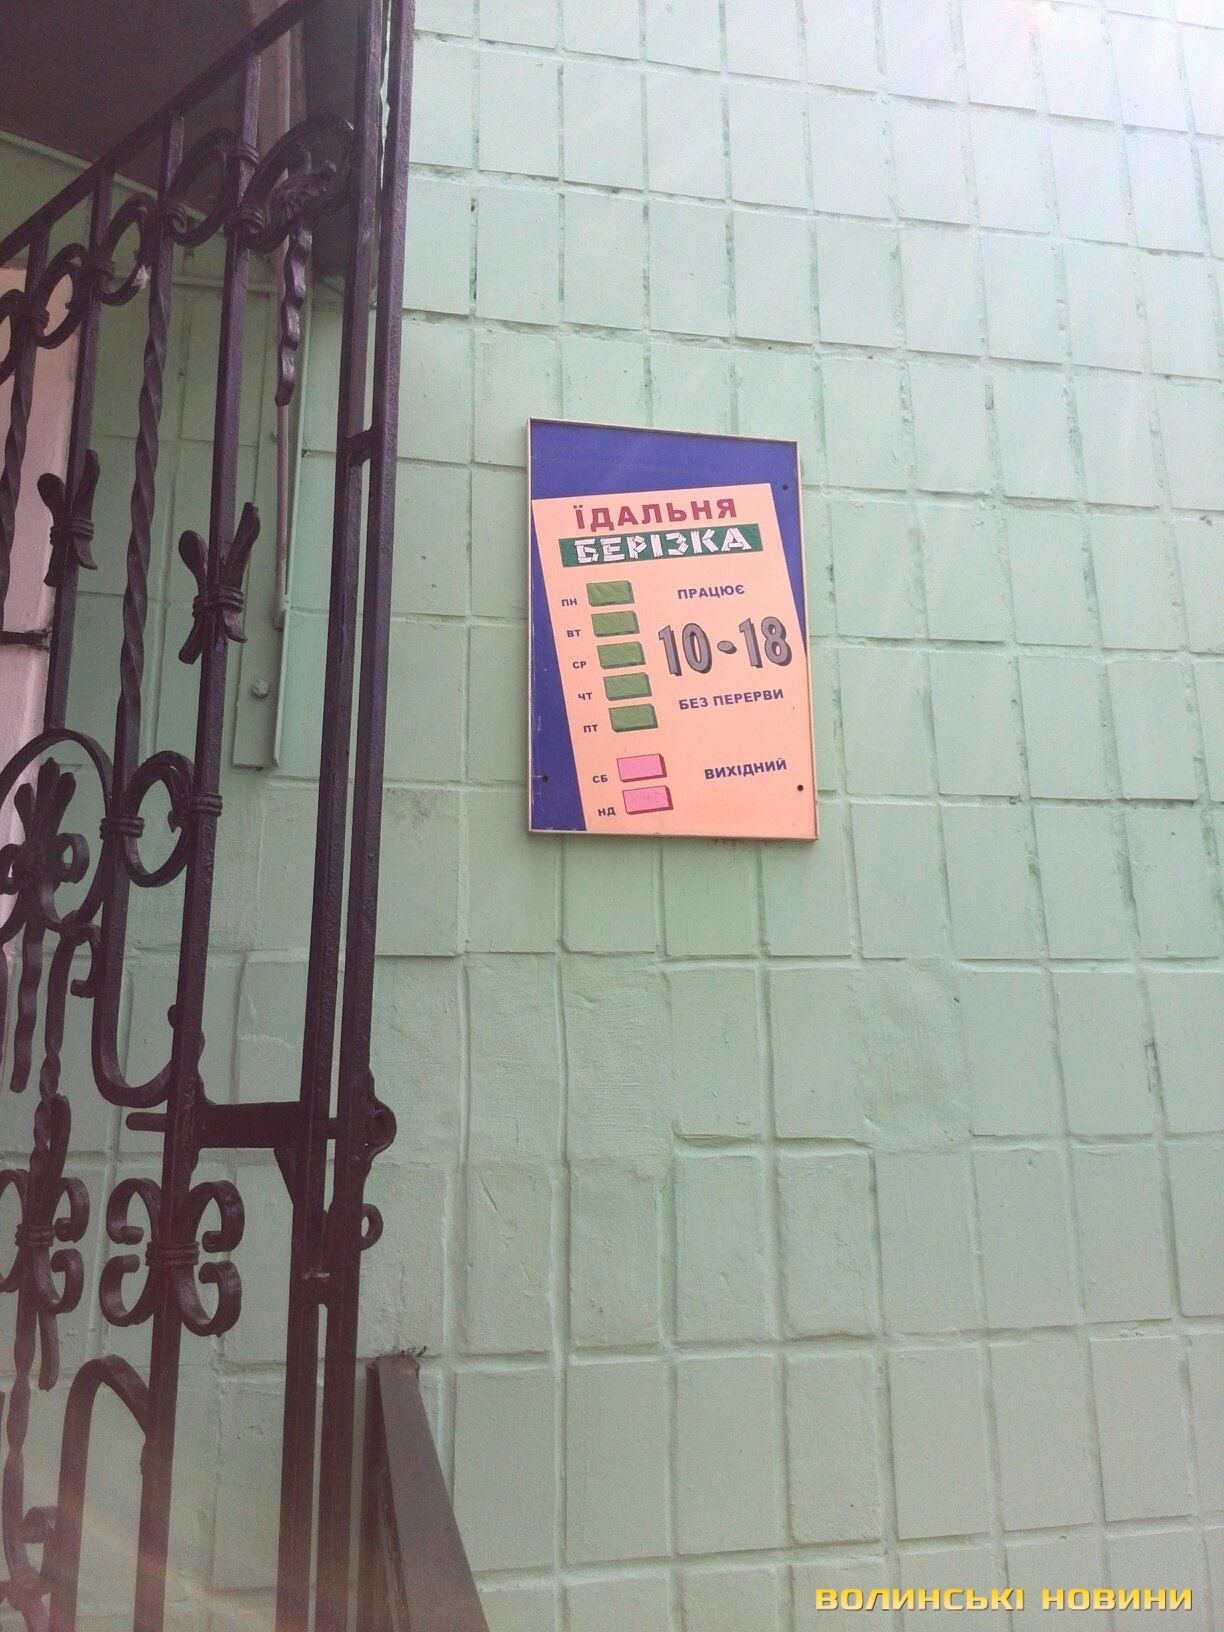 ЇДАЛЬНЯ
БЕРІЗКА
ПН
ВТ
СР
ЧТ
ПТ
ПРАЦЮЄ
10-18
БЕЗ ПЕРЕРВИ
СБ
НД
ВИХІДНИЙ
ВОЛИНСЬКІ НОВИНИ